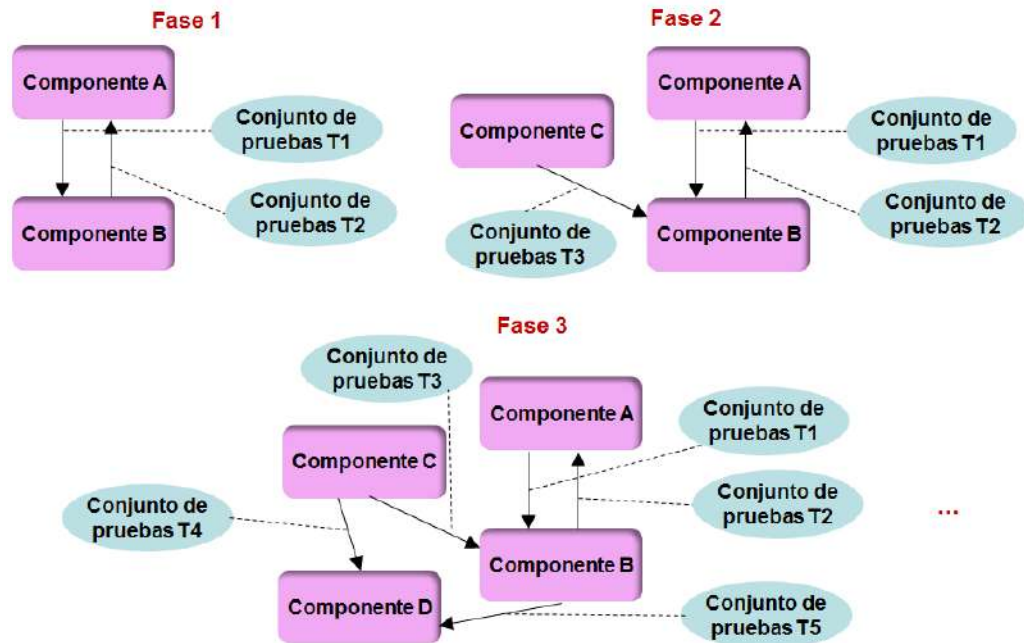 Fase 1
Componente A
Conjunto de
pruebas T1
Conjunto de
pruebas T2
Componente B
Fase 2
Componente A
Componente C
Conjunto de
pruebas T1
Conjunto de
pruebas T2
Componente B
Conjunto de
pruebas T3
Fase 3
Conjunto de
pruebas T3
Componente A
Conjunto de
pruebas T1
Componente C
Conjunto de
pruebas T2
Conjunto de
pruebas T4
...
Componente B
Componente D
Conjunto de
pruebas T5